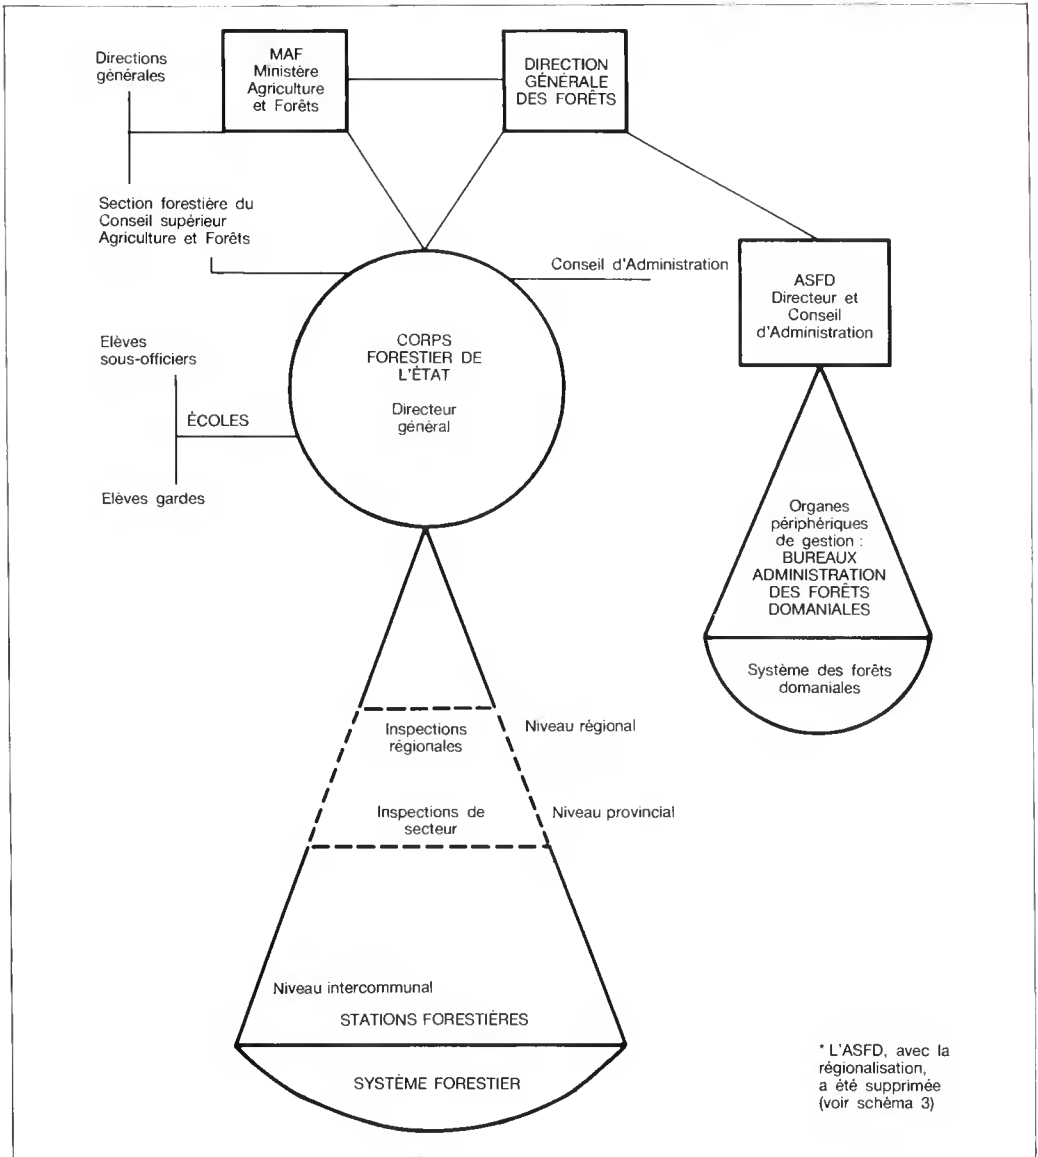 Directions
générales
MAF
Ministère
Agriculture
et Forêts
DIRECTION
GÉNÉRALE
DES FORÊTS
Section forestière du
Conseil supérieur
Agriculture et Forêts
Conseil d'Administration
ASFD
Directeur et
Conseil
d'Administration
CORPS
FORESTIER DE
L'ÉTAT
Directeur
général
Elèves
sous-officiers
ÉCOLES
Elèves gardes
Organes
périphériques
de gestion :
BUREAUX
ADMINISTRATION
DES FORÊTS
DOMANIALES
Système des forêts
domaniales
Inspections
régionales
Niveau régional
Inspections de
secteur
Niveau provincial
Niveau intercommunal
STATIONS FORESTIÈRES
SYSTÈME FORESTIER
* L'ASFD, avec la
régionalisation,
a été supprimée
(voir schéma 3)